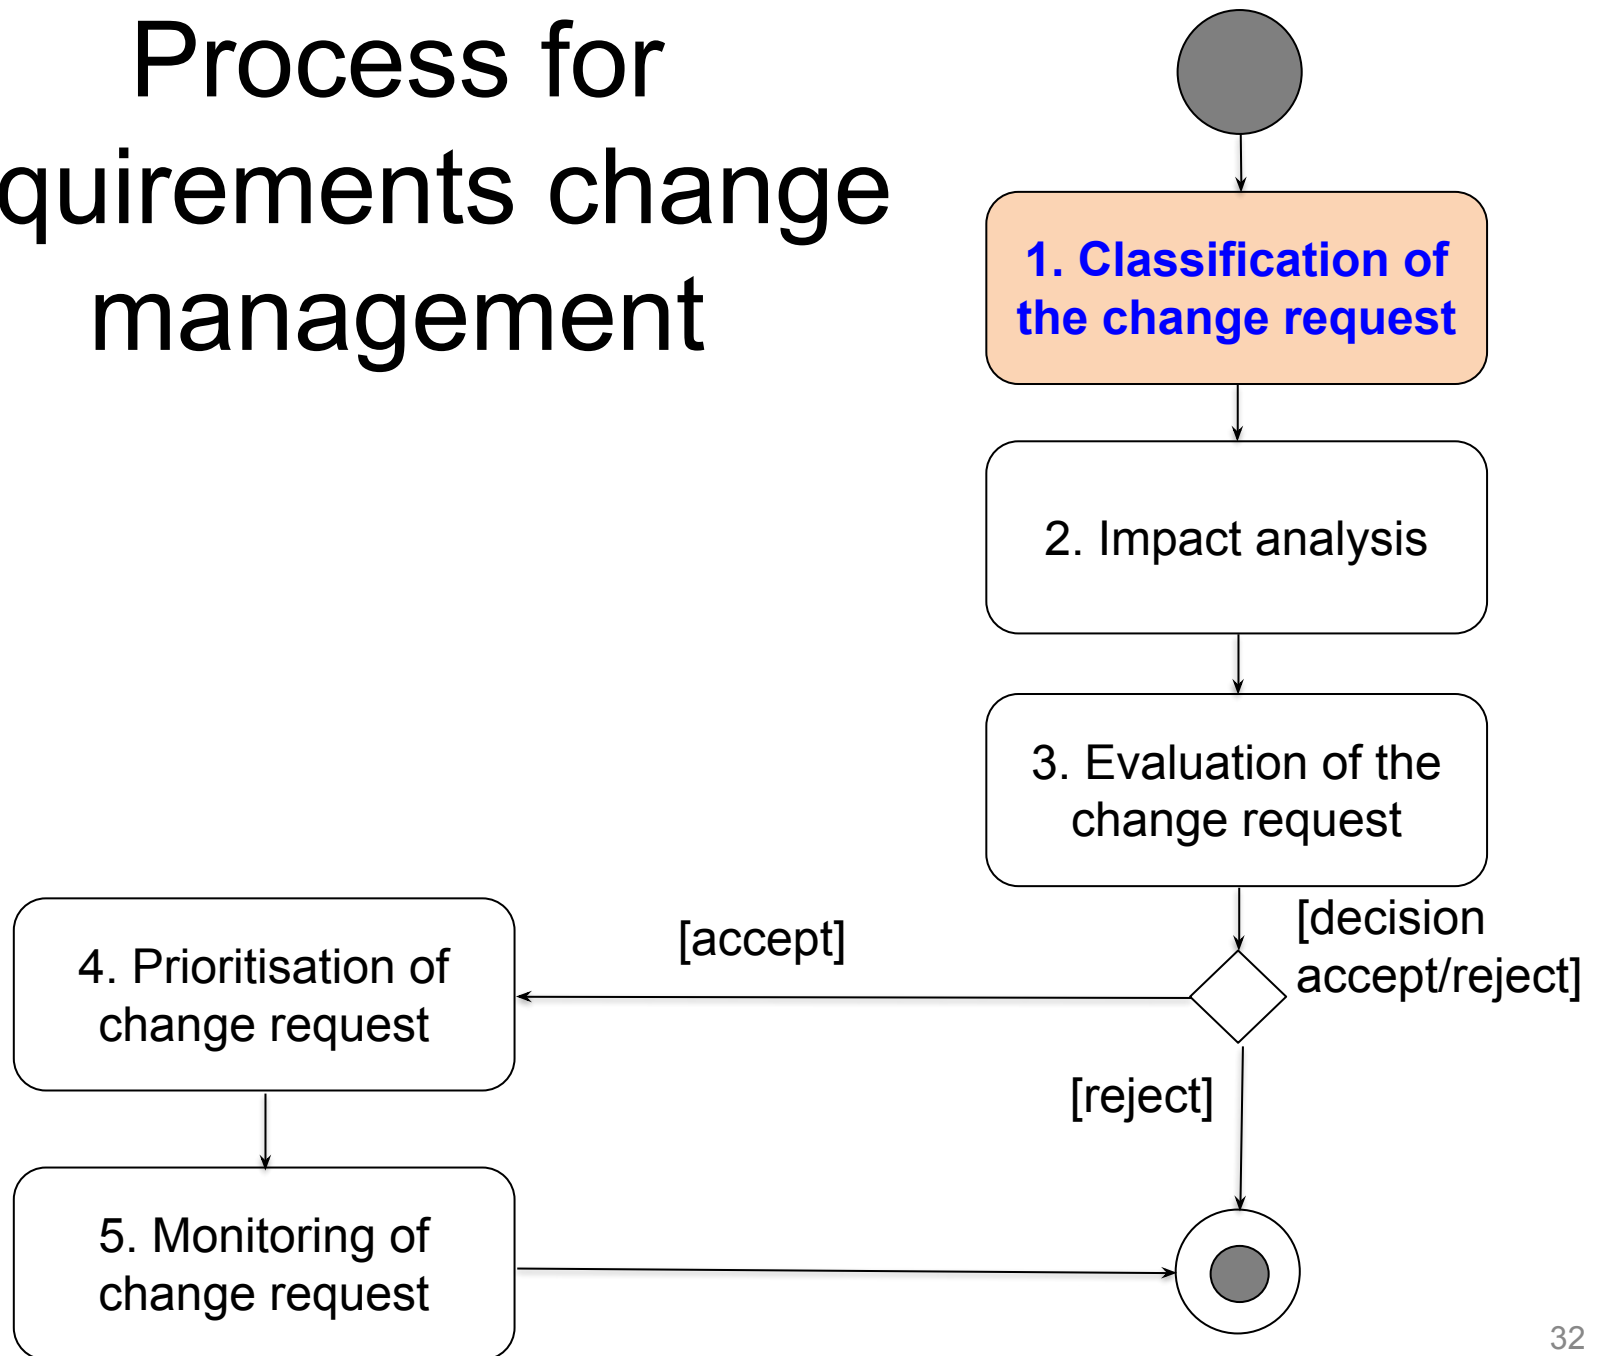 Process for
quirements change
management
1. Classification of
the change request
2. Impact analysis
3. Evaluation of the
change request
[decision
accept/reject]
[accept]
4. Prioritisation of
change request
[reject]
5. Monitoring of
change request
32